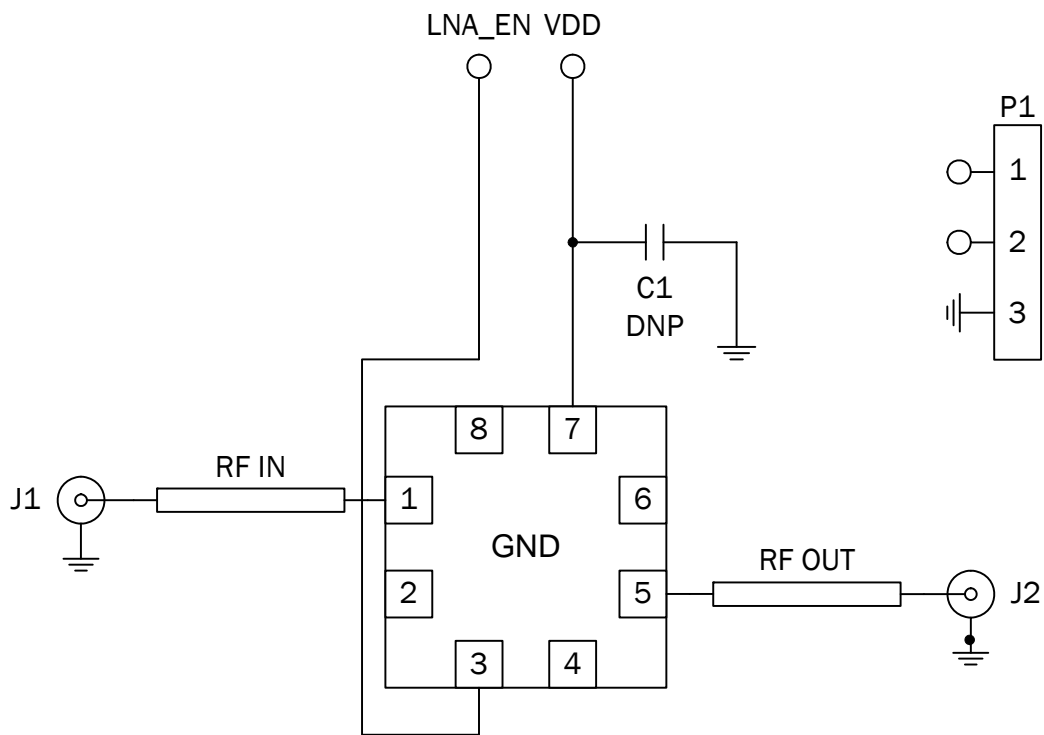 LNA_EN VDD
P1
1
2
C1
3
DNP
8 7
RF IN
J1
1
6
GND
RF OUT
2
5
J2
3
4